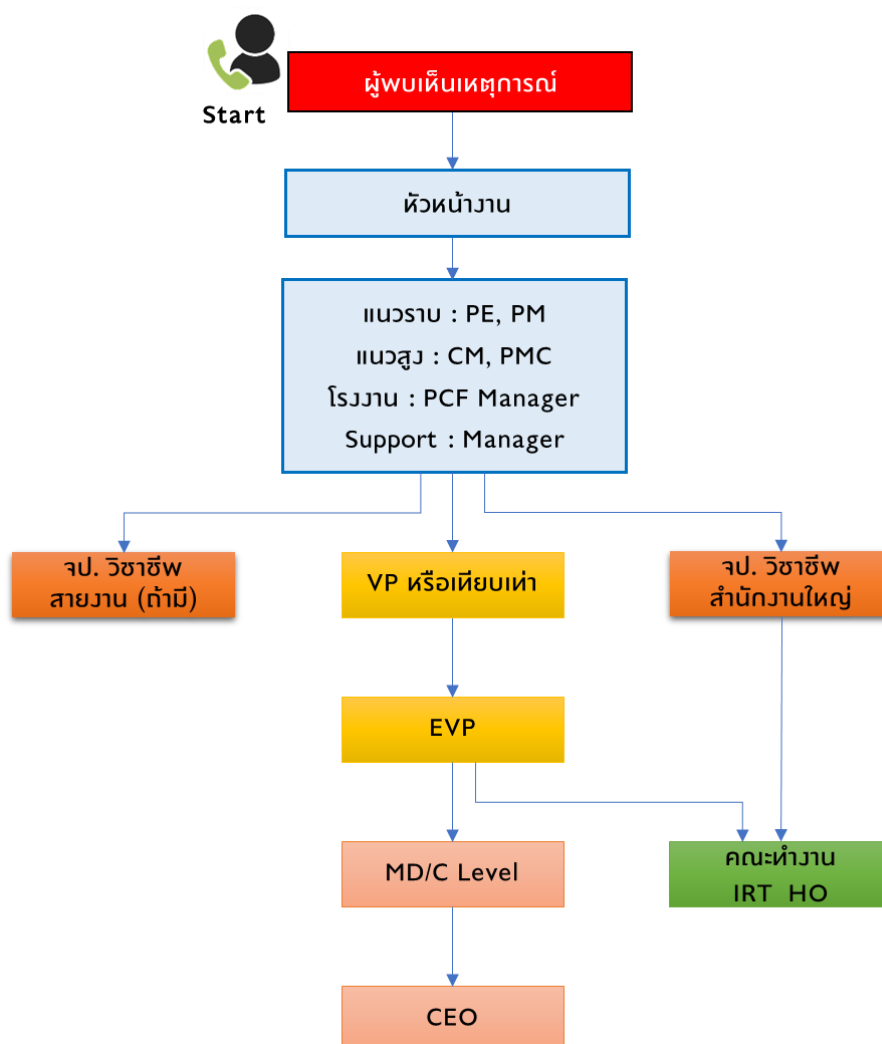 ผู้พบเห็นเหตุการณ์
Start
หัวหน้างาน
แนวราบ : PE, PM
แนวสูง : CM, PMC
โรงงาน : PCF Manager
Support : Manager
จป. วิชาชีพ
สายงาน (ถ้ามี)
VP หรือเทียบเท่า
จป. วิชาชีพ
สำนักงานใหญ่
EVP
MD/C Level
คณะทำงาน
IRT HO
CEO